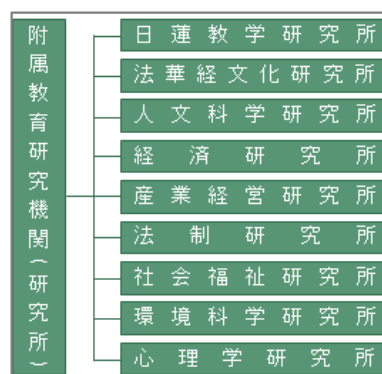 附属教育研究機関(研究所)
日蓮教学研究所
法華経文化研究所
人文科学研究所
経済研究所
産業経営研究所
法制研究所
社会福祉研究所
環境科学研究所
心理学研究所